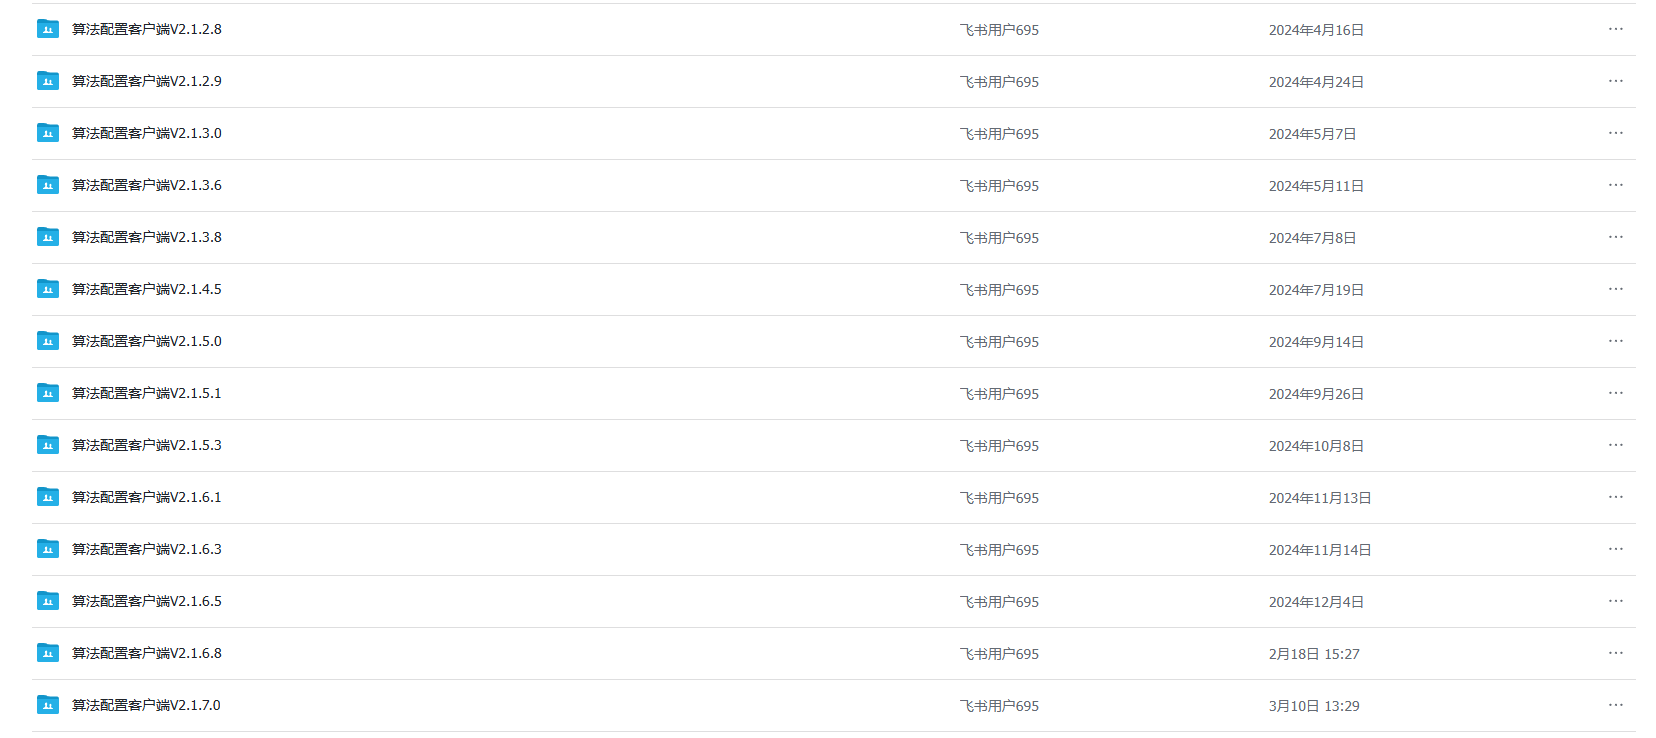 算法配置客户端V2.1.2.8 飞书用户695 2024年4月16日
算法配置客户端V2.1.2.9 飞书用户695 2024年4月24日
算法配置客户端V2.1.3.0 飞书用户695 2024年5月7日
算法配置客户端V2.1.3.6 飞书用户695 2024年5月11日
算法配置客户端V2.1.3.8 飞书用户695 2024年7月8日
算法配置客户端V2.1.4.5 飞书用户695 2024年7月19日
算法配置客户端V2.1.5.0 飞书用户695 2024年9月14日
算法配置客户端V2.1.5.1 飞书用户695 2024年9月26日
算法配置客户端V2.1.5.3 飞书用户695 2024年10月8日
算法配置客户端V2.1.6.1 飞书用户695 2024年11月13日
算法配置客户端V2.1.6.3 飞书用户695 2024年11月14日
算法配置客户端V2.1.6.5 飞书用户695 2024年12月4日
算法配置客户端V2.1.6.8 飞书用户695 2月18日 15:27
算法配置客户端V2.1.7.0 飞书用户695 3月10日 13:29